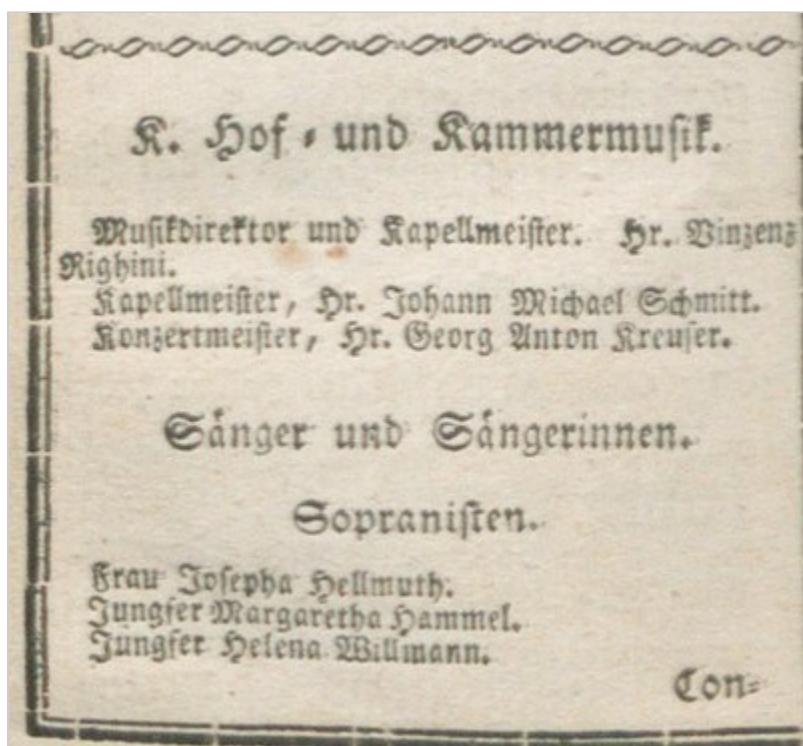 K. Hof- und Kammermusik.
Musikdirektor und Kapellmeister. Hr. Vinzenz
Righini.
Kapellmeister, Hr. Johann Michael Schmitt.
Konzertmeister, Hr. Georg Anton Kreuser.
Sänger und Sängerinnen.
Sopranisten.
Frau Josepha Hellmuth.
Jungfer Margaretha Hammel.
Jungfer Helena Willmann.
Con-